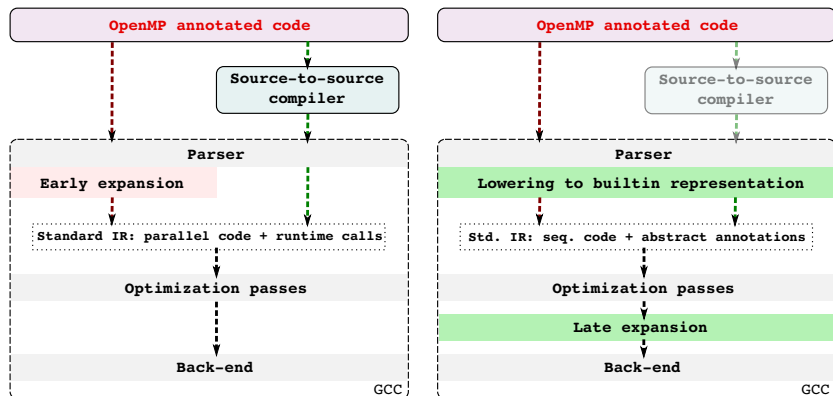 OpenMP annotated code
Source-to-source
compiler
Parser
Early expansion
Standard IR: parallel code + runtime calls
Optimization passes
Back-end
GCC
OpenMP annotated code
Source-to-source
compiler
Parser
Lowering to builtin representation
Std. IR: seq. code + abstract annotations
Optimization passes
Late expansion
Back-end
GCC